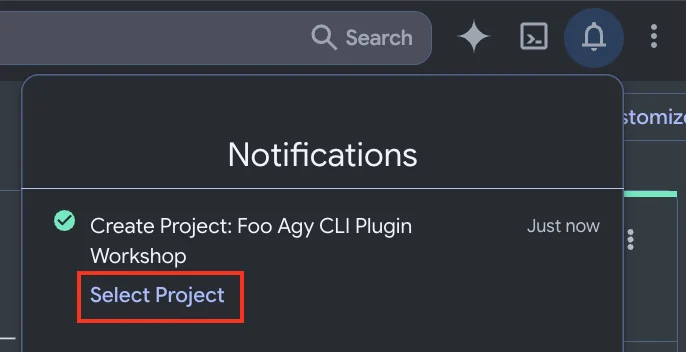 Search
stomize
Notifications
Create Project: Foo Agy CLI Plugin
Just now
Workshop
Select Project